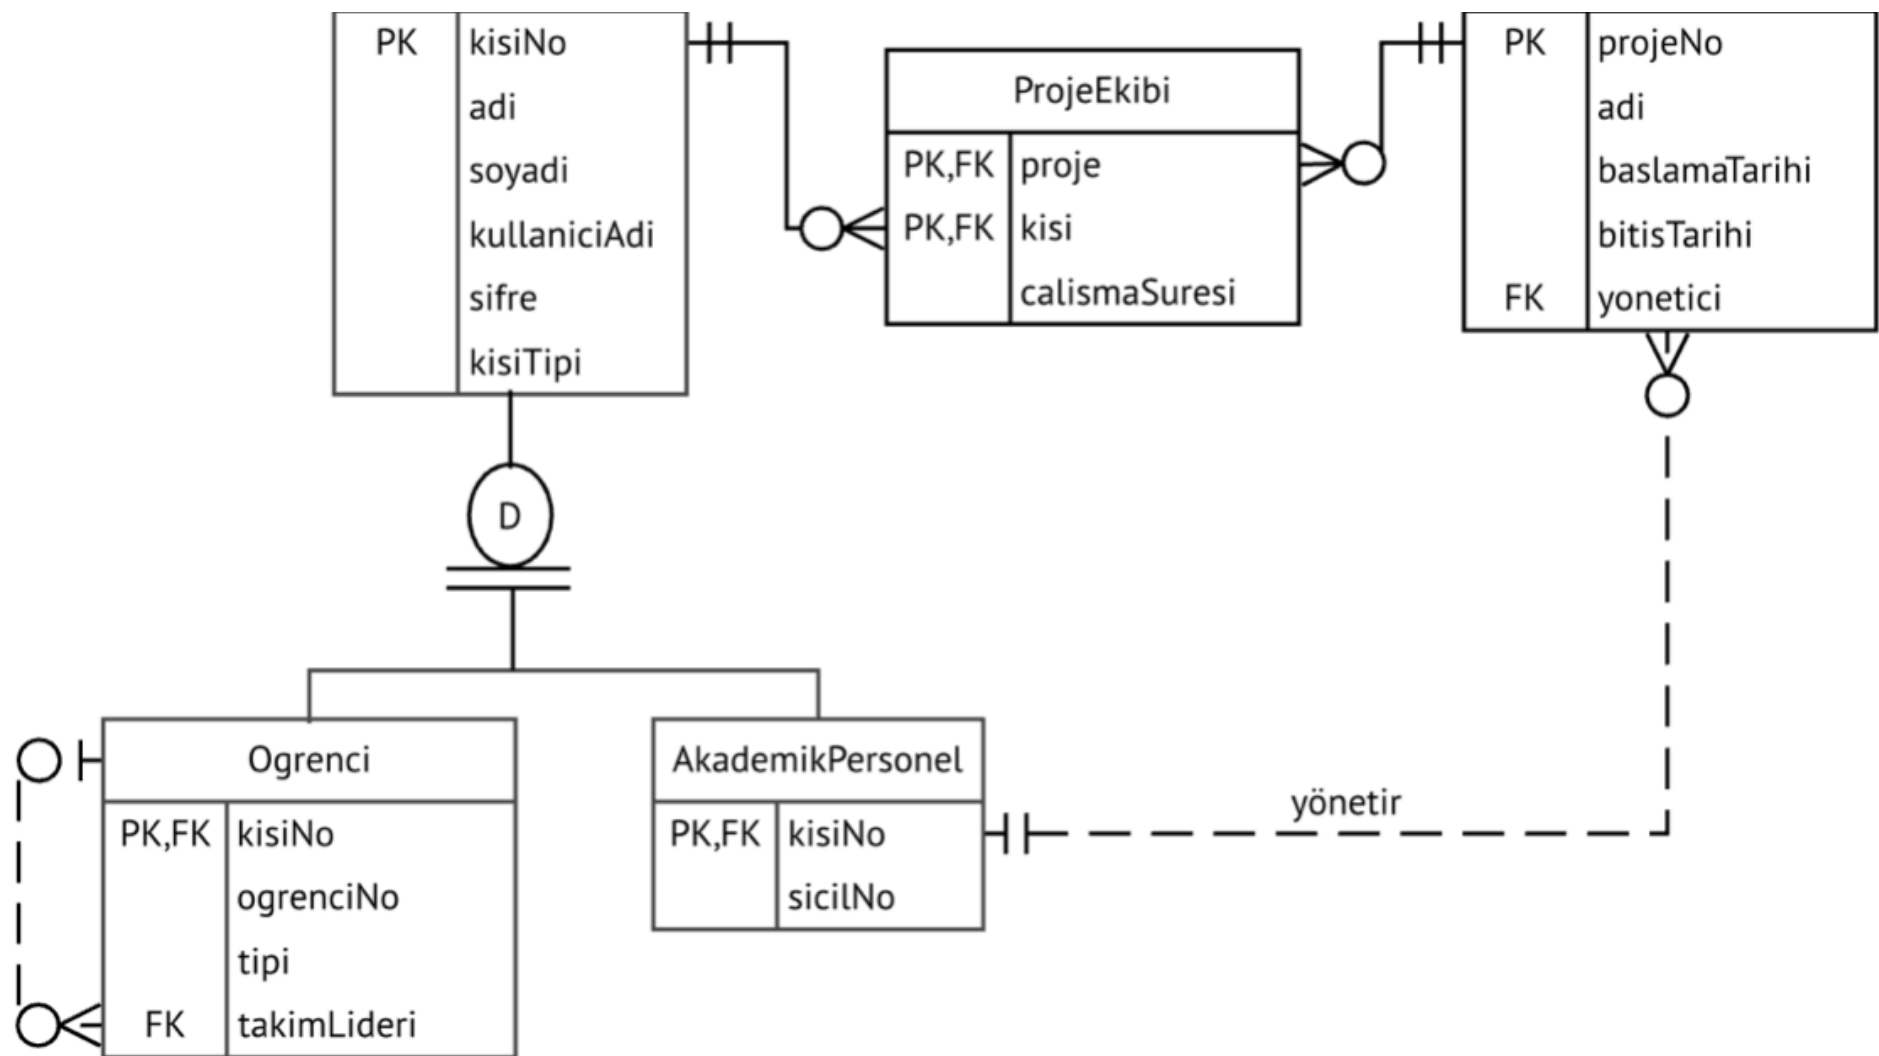 PK kisiNo
adi
soyadi
kullaniciAdi
sifre
kisiTipi
ProjeEkibi
PK,FK proje
PK,FK kisi
calismaSuresi
PK projeNo
adi
baslamaTarihi
bitisTarihi
FK yonetici
D
Ogrenci
PK,FK kisiNo
ogrenciNo
tipi
FK takimLideri
AkademikPersonel
PK,FK kisiNo
sicilNo
yönetir